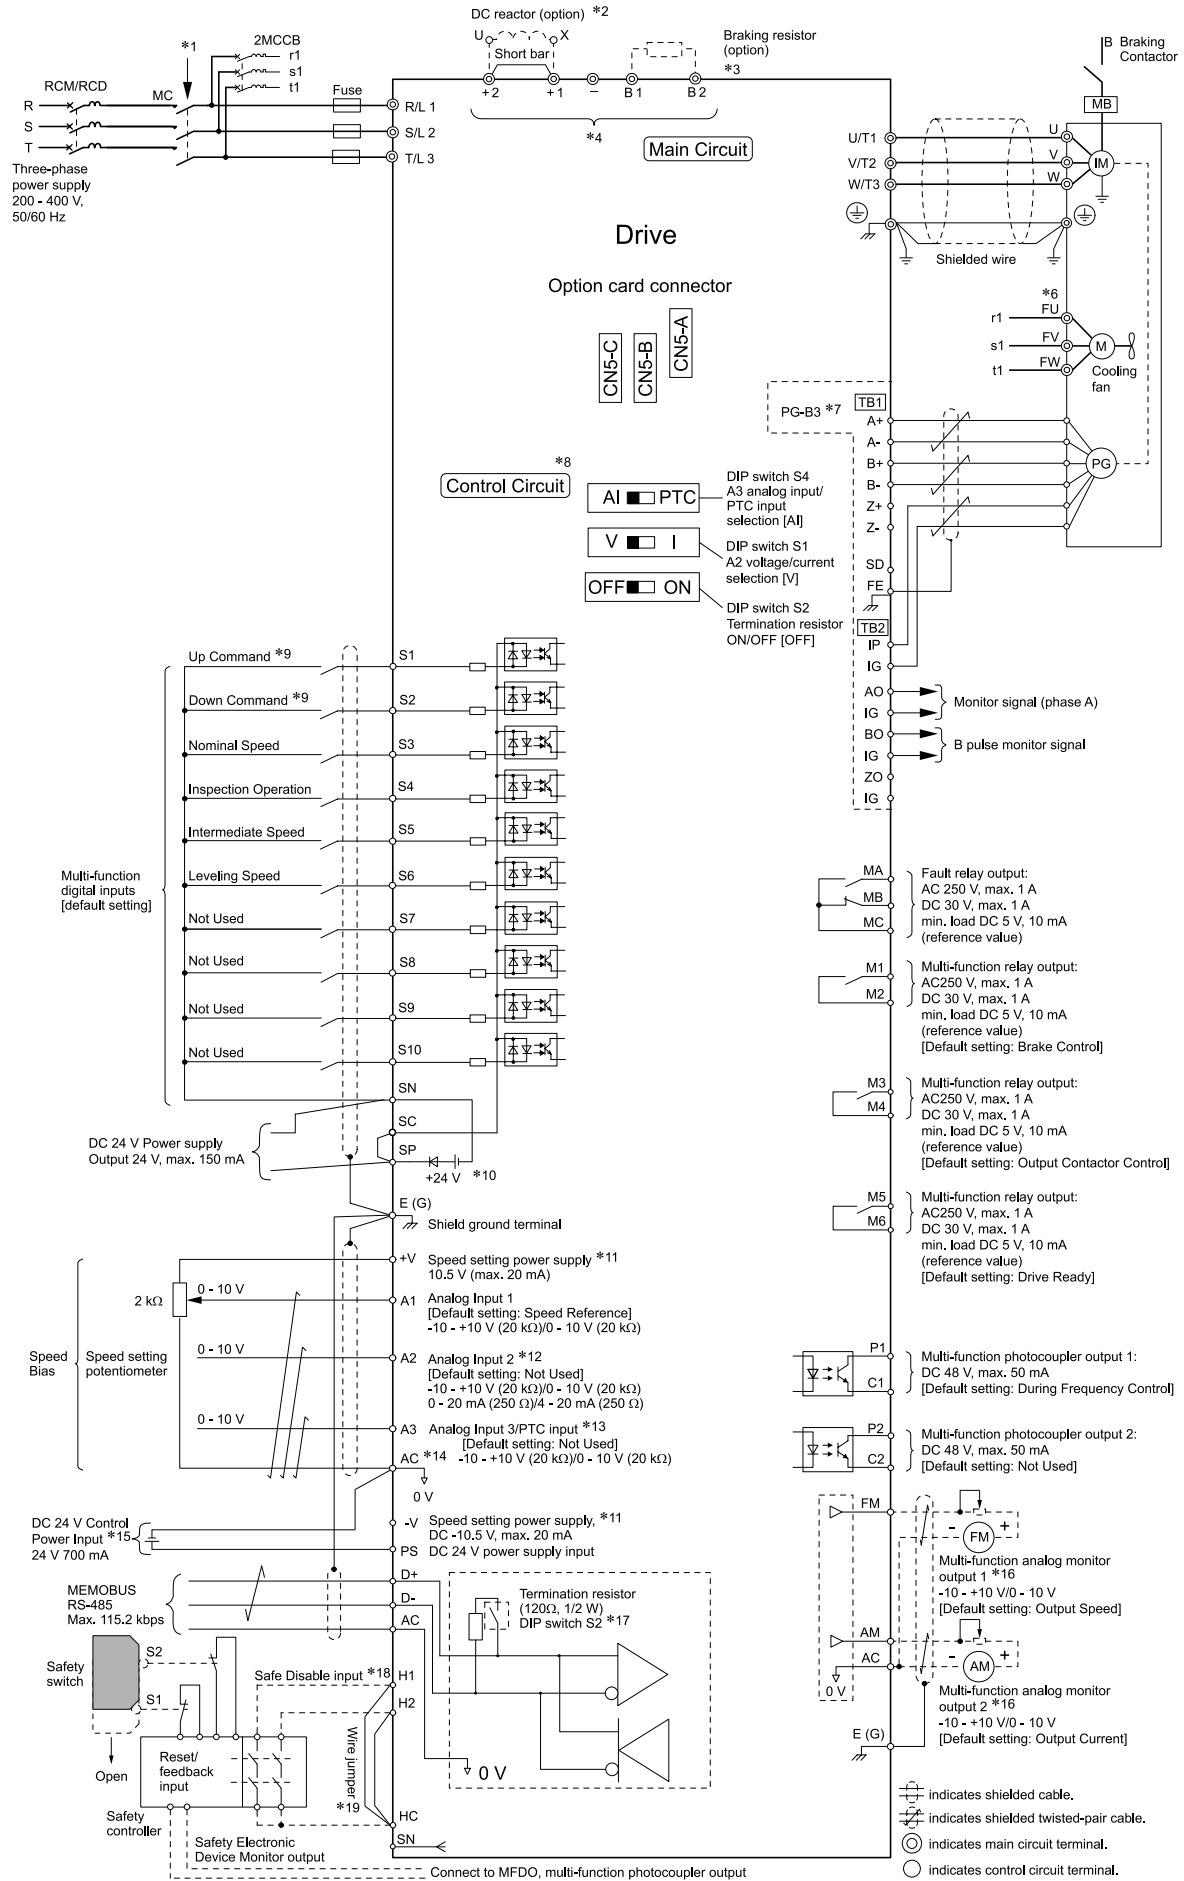 DC reactor (option) *2
U X
Short bar
+2 +1 – B 1 B 2
Braking resistor
(option)
*3
*4
Main Circuit
B Braking
Contactor
MB
*1
2MCCB
r1
s1
t1
RCM/RCD
MC
Fuse
R
S
T
R/L 1
S/L 2
T/L 3
Three-phase
power supply
200 - 400 V,
50/60 Hz
U/T1
V/T2
W/T3
U
V
W
IM
Shielded wire
Drive
Option card connector
CN5-C
CN5-B
CN5-A
*6
r1 FU
s1 FV
t1 FW
M
Cooling
fan
PG-B3 *7
TB1
A+
A-
B+
B-
Z+
Z-
SD
FE
PG
TB2
IP
IG
AO
IG
BO
IG
ZO
IG
Monitor signal (phase A)
B pulse monitor signal
*8
Control Circuit
AI PTC
DIP switch S4
A3 analog input/
PTC input
selection [AI]
V I
DIP switch S1
A2 voltage/current
selection [V]
OFF ON
DIP switch S2
Termination resistor
ON/OFF [OFF]
Multi-function
digital inputs
[default setting]
Up Command *9 S1
Down Command *9 S2
Nominal Speed S3
Inspection Operation S4
Intermediate Speed S5
Leveling Speed S6
Not Used S7
Not Used S8
Not Used S9
Not Used S10
SN
SC
SP
DC 24 V Power supply
Output 24 V, max. 150 mA
+24 V *10
E (G)
Shield ground terminal
MA
MB
MC
Fault relay output:
AC 250 V, max. 1 A
DC 30 V, max. 1 A
min. load DC 5 V, 10 mA
(reference value)
M1
M2
Multi-function relay output:
AC250 V, max. 1 A
DC 30 V, max. 1 A
min. load DC 5 V, 10 mA
(reference value)
[Default setting: Brake Control]
M3
M4
Multi-function relay output:
AC250 V, max. 1 A
DC 30 V, max. 1 A
min. load DC 5 V, 10 mA
(reference value)
[Default setting: Output Contactor Control]
M5
M6
Multi-function relay output:
AC250 V, max. 1 A
DC 30 V, max. 1 A
min. load DC 5 V, 10 mA
(reference value)
[Default setting: Drive Ready]
Speed
Bias
Speed setting
potentiometer
2 kΩ
0 - 10 V
0 - 10 V
0 - 10 V
+V Speed setting power supply *11
10.5 V (max. 20 mA)
A1 Analog Input 1
[Default setting: Speed Reference]
-10 - +10 V (20 kΩ)/0 - 10 V (20 kΩ)
A2 Analog Input 2 *12
[Default setting: Not Used]
-10 - +10 V (20 kΩ)/0 - 10 V (20 kΩ)
0 - 20 mA (250 Ω)/4 - 20 mA (250 Ω)
A3 Analog Input 3/PTC input *13
[Default setting: Not Used]
-10 - +10 V (20 kΩ)/0 - 10 V (20 kΩ)
AC *14
0 V
-V Speed setting power supply, *11
DC -10.5 V, max. 20 mA
PS DC 24 V power supply input
DC 24 V Control
Power Input *15
24 V 700 mA
P1
C1
Multi-function photocoupler output 1:
DC 48 V, max. 50 mA
[Default setting: During Frequency Control]
P2
C2
Multi-function photocoupler output 2:
DC 48 V, max. 50 mA
[Default setting: Not Used]
MEMOBUS
RS-485
Max. 115.2 kbps
D+
D-
AC
Termination resistor
(120Ω, 1/2 W)
DIP switch S2 *17
0 V
FM
- +
FM
Multi-function analog monitor
output 1 *16
-10 - +10 V/0 - 10 V
[Default setting: Output Speed]
AM
AC
0 V
- +
AM
Multi-function analog monitor
output 2 *16
-10 - +10 V/0 - 10 V
[Default setting: Output Current]
E (G)
Safety
switch
S2
S1
Open
Safe Disable input *18 H1
H2
Wire jumper
*19
HC
SN
Reset/
feedback
input
Safety
controller
Safety Electronic
Device Monitor output
Connect to MFDO, multi-function photocoupler output
indicates shielded cable.
indicates shielded twisted-pair cable.
indicates main circuit terminal.
indicates control circuit terminal.